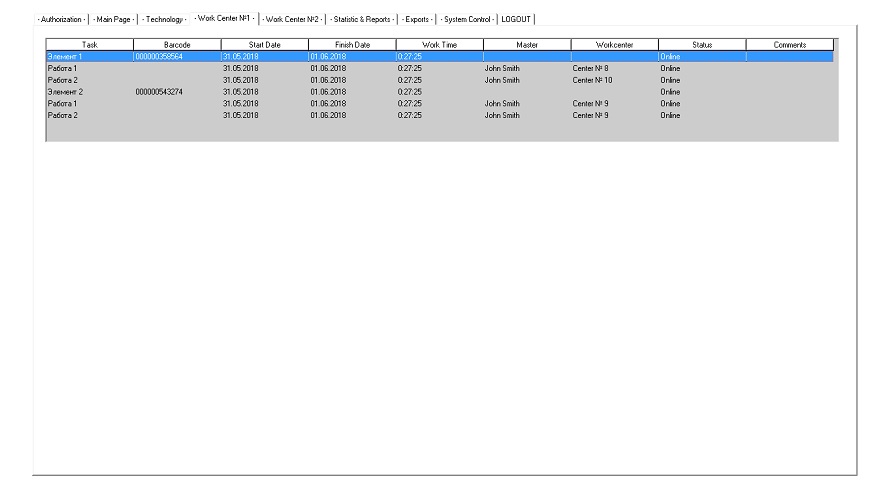 - Authorization - - Main Page - - Technology - - Work Center №1 - - Work Center №2 - - Statistic & Reports - - Exports - - System Control - LOGOUT
Task Barcode Start Date Finish Date Work Time Master Workcenter Status Comments
Элемент 1 000000358564 31.05.2018 01.06.2018 0:27:25 Online
Работа 1 31.05.2018 01.06.2018 0:27:25 John Smith Center № 8 Online
Работа 2 31.05.2018 01.06.2018 0:27:25 John Smith Center № 10 Online
Элемент 2 000000543274 31.05.2018 01.06.2018 0:27:25 Online
Работа 1 31.05.2018 01.06.2018 0:27:25 John Smith Center № 9 Online
Работа 2 31.05.2018 01.06.2018 0:27:25 John Smith Center № 9 Online